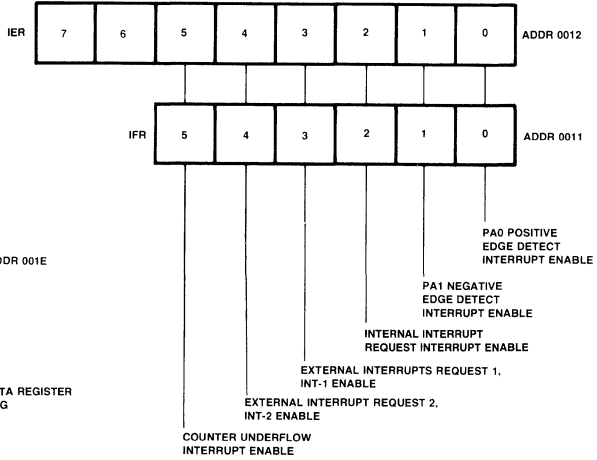 IER 7 6 5 4 3 2 1 0 ADDR 0012
IFR 5 4 3 2 1 0 ADDR 0011
PA0 POSITIVE
EDGE DETECT
INTERRUPT ENABLE
DDR 001E
PA1 NEGATIVE
EDGE DETECT
INTERRUPT ENABLE
INTERNAL INTERRUPT
REQUEST INTERRUPT ENABLE
EXTERNAL INTERRUPTS REQUEST 1,
INT-1 ENABLE
TA REGISTER
G
EXTERNAL INTERRUPT REQUEST 2,
INT-2 ENABLE
COUNTER UNDERFLOW
INTERRUPT ENABLE